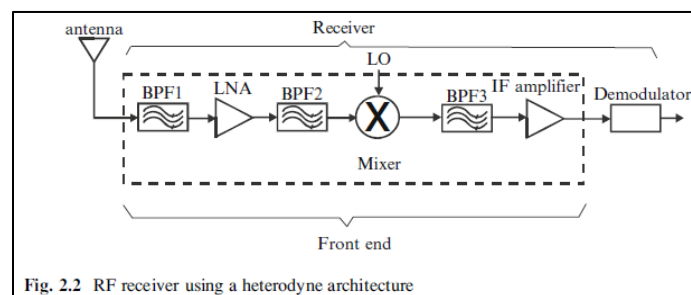 antenna
Receiver
LO
BPF1
LNA
BPF2
BPF3
IF amplifier
Demodulator
X
Mixer
Front end
Fig. 2.2 RF receiver using a heterodyne architecture